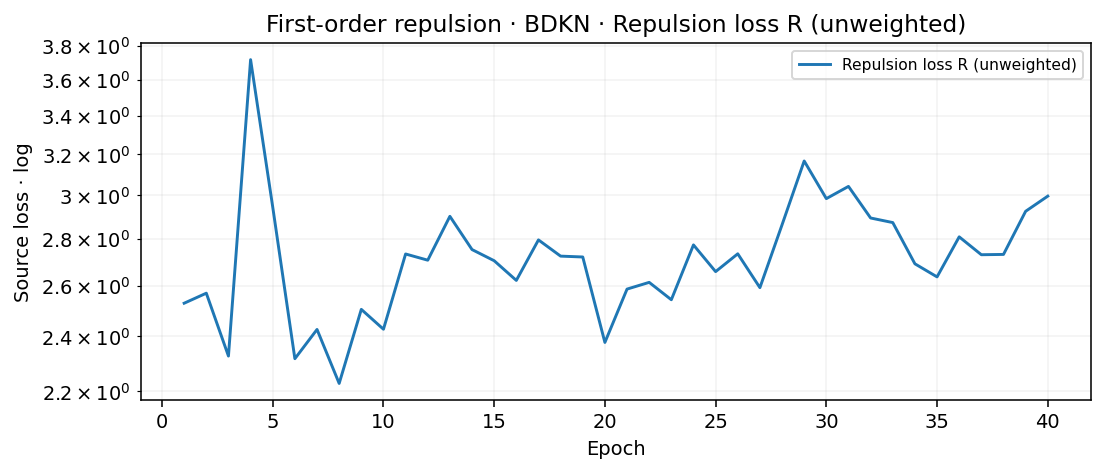 First-order repulsion · BDKN · Repulsion loss R (unweighted)
Repulsion loss R (unweighted)
Source loss · log
3.8 × 10⁰
3.6 × 10⁰
3.4 × 10⁰
3.2 × 10⁰
3 × 10⁰
2.8 × 10⁰
2.6 × 10⁰
2.4 × 10⁰
2.2 × 10⁰
0 5 10 15 20 25 30 35 40
Epoch